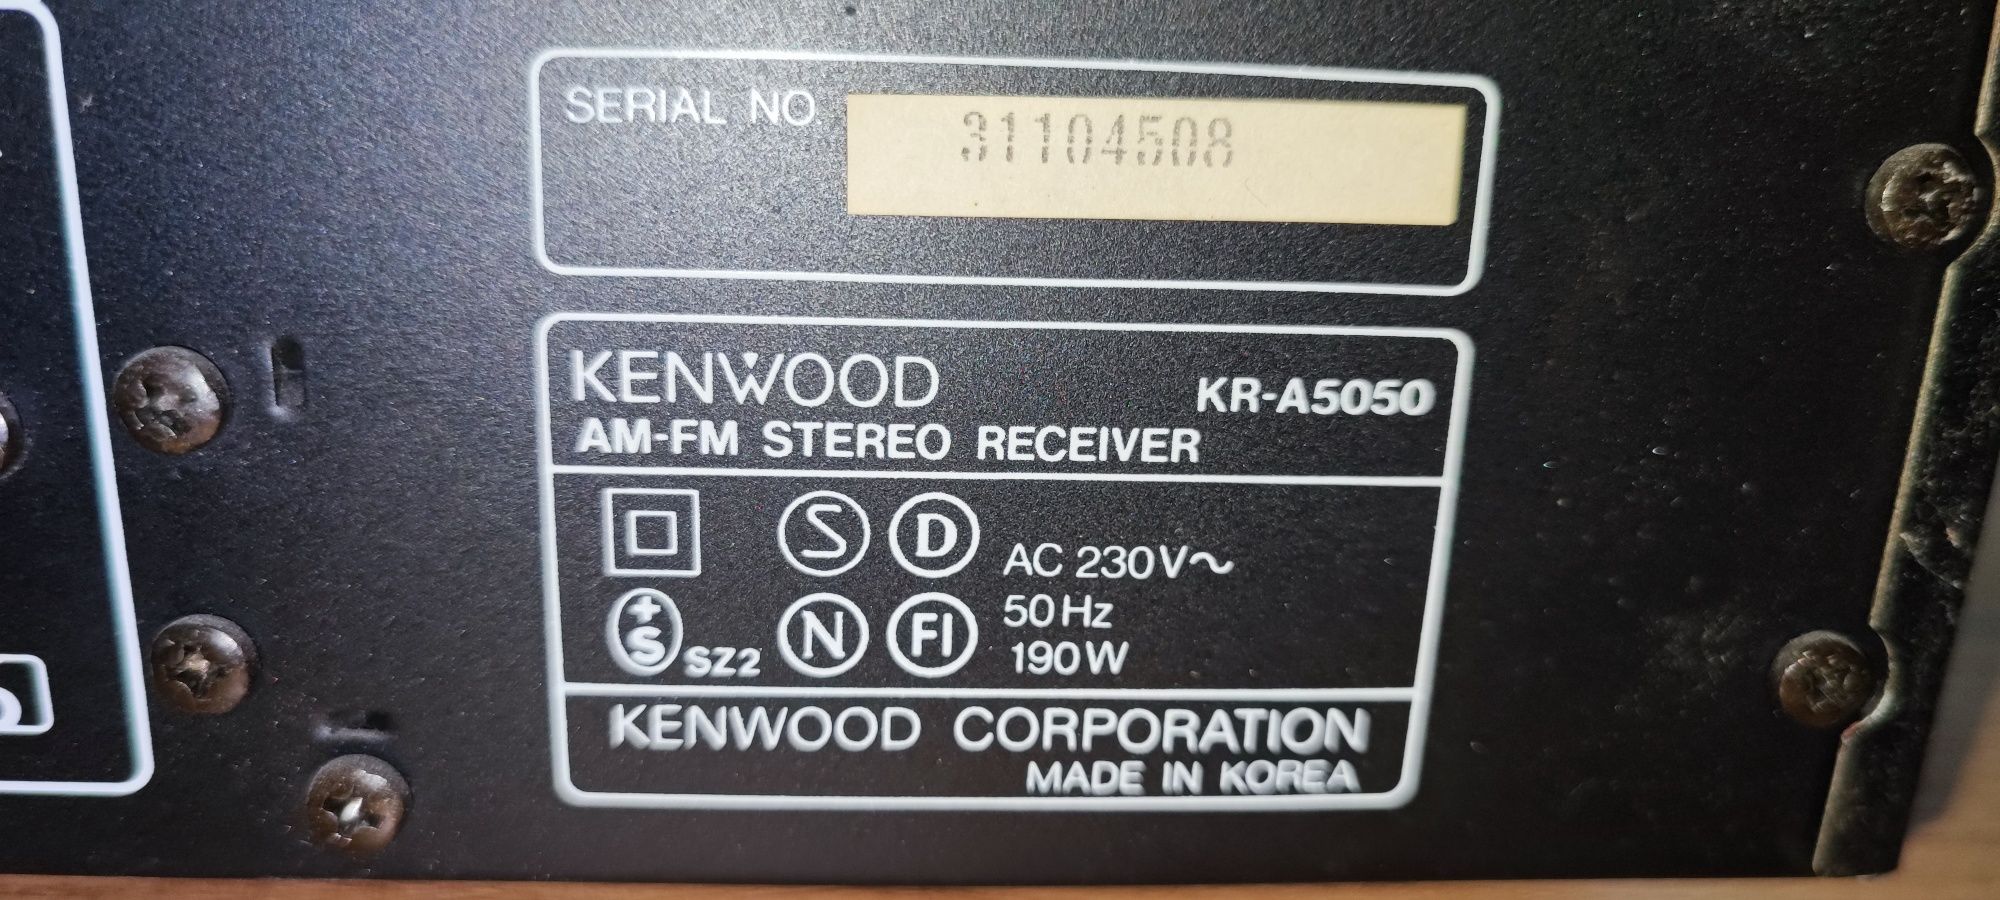 SERIAL NO 31104508
KENWOOD KR-A5050
AM-FM STEREO RECEIVER
S D AC 230V~
50Hz
+S SZ2 N FI 190W
KENWOOD CORPORATION
MADE IN KOREA